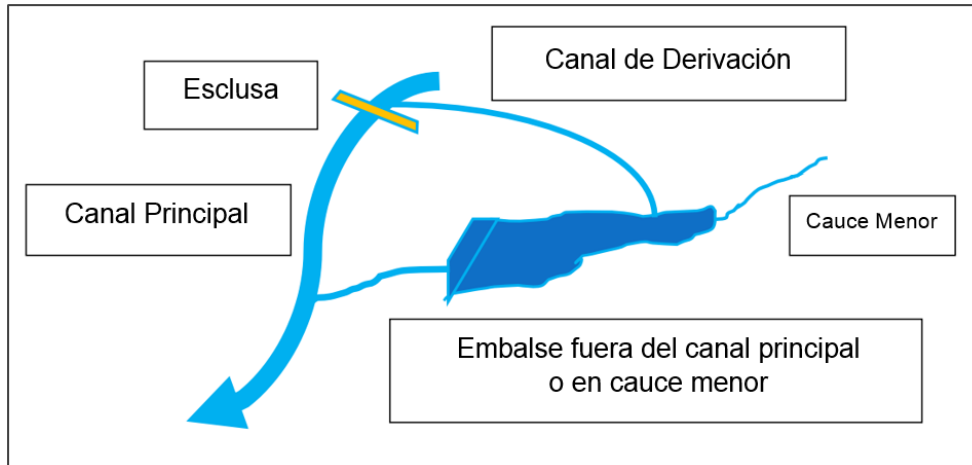 Canal de Derivación
Esclusa
Canal Principal
Cauce Menor
Embalse fuera del canal principal
o en cauce menor